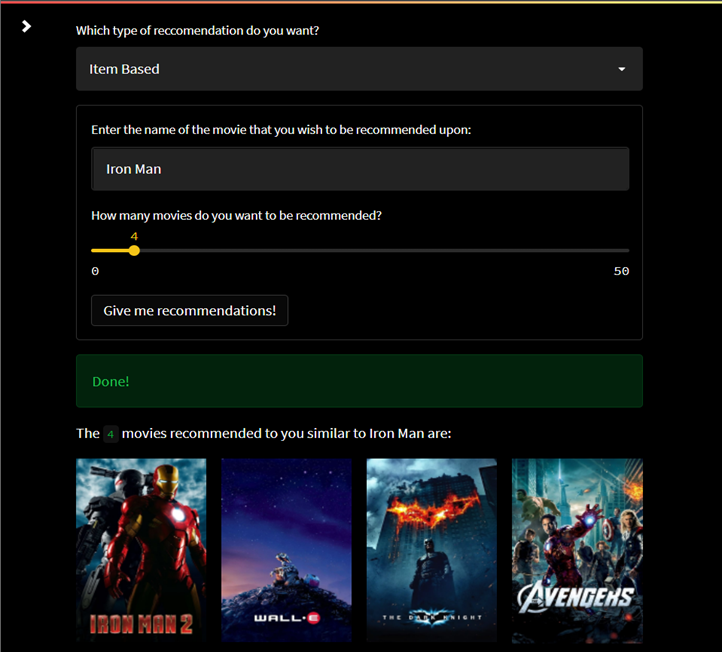 Which type of reccomendation do you want?
Item Based
Enter the name of the movie that you wish to be recommended upon:
Iron Man
How many movies do you want to be recommended?
4
0 50
Give me recommendations!
Done!
The 4 movies recommended to you similar to Iron Man are:
IRON MAN 2
WALL·E
THE DARK KNIGHT
AVENGERS